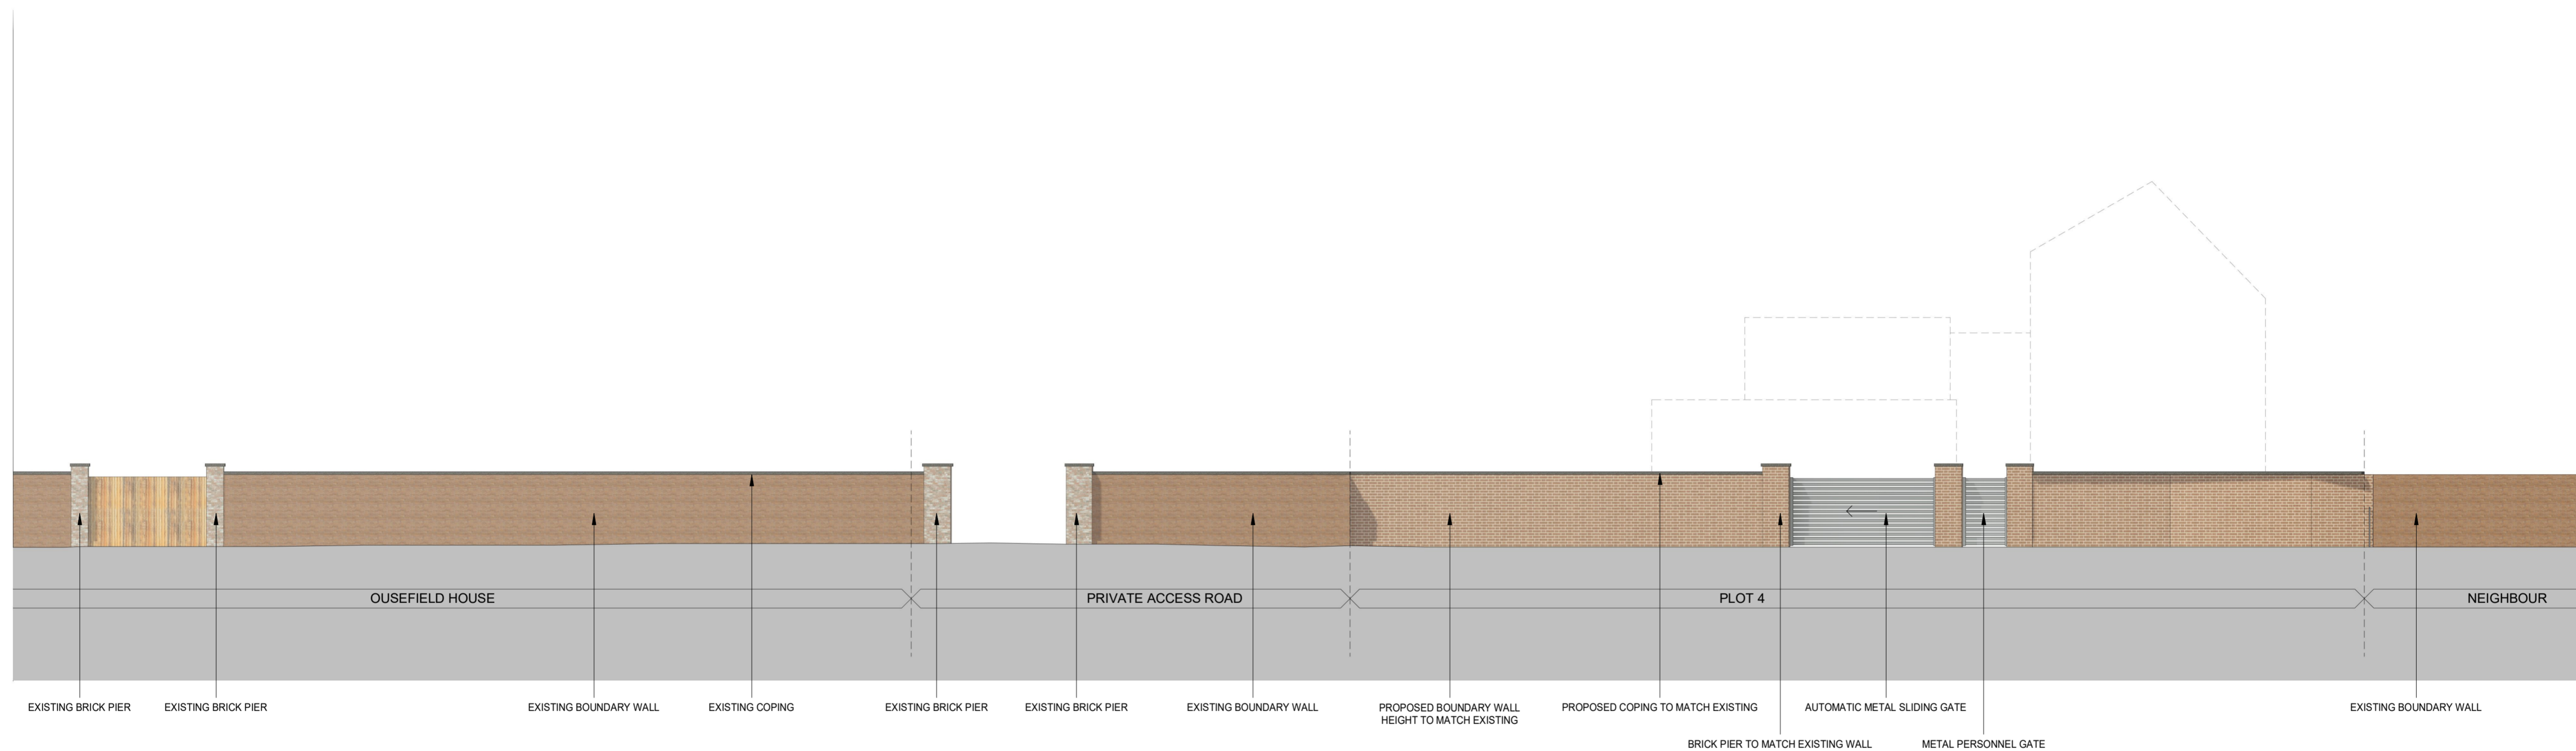 OUSEFIELD HOUSE
PRIVATE ACCESS ROAD
PLOT 4
NEIGHBOUR
EXISTING BRICK PIER
EXISTING BRICK PIER
EXISTING BOUNDARY WALL
EXISTING COPING
EXISTING BRICK PIER
EXISTING BRICK PIER
EXISTING BOUNDARY WALL
PROPOSED BOUNDARY WALL
HEIGHT TO MATCH EXISTING
PROPOSED COPING TO MATCH EXISTING
BRICK PIER TO MATCH EXISTING WALL
AUTOMATIC METAL SLIDING GATE
METAL PERSONNEL GATE
EXISTING BOUNDARY WALL